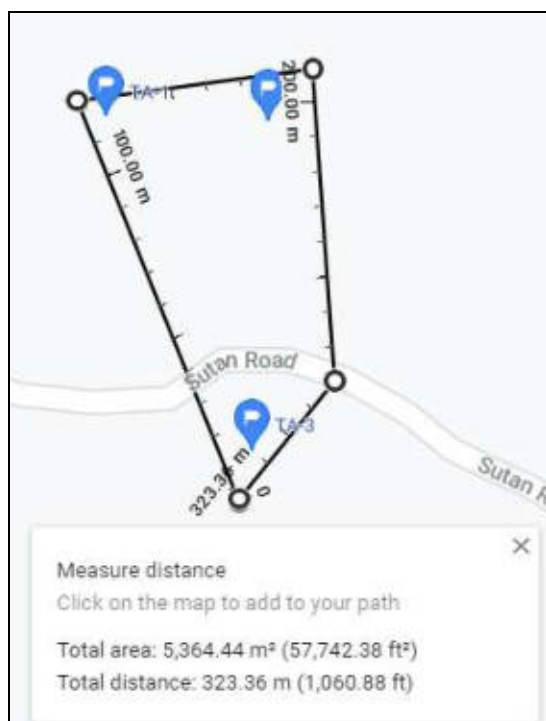 200.00 m
100.00 m
Sutan Road
TA-3
323.36 m
0
Sutan R
Measure distance
Click on the map to add to your path
Total area: 5,364.44 m² (57,742.38 ft²)
Total distance: 323.36 m (1,060.88 ft)